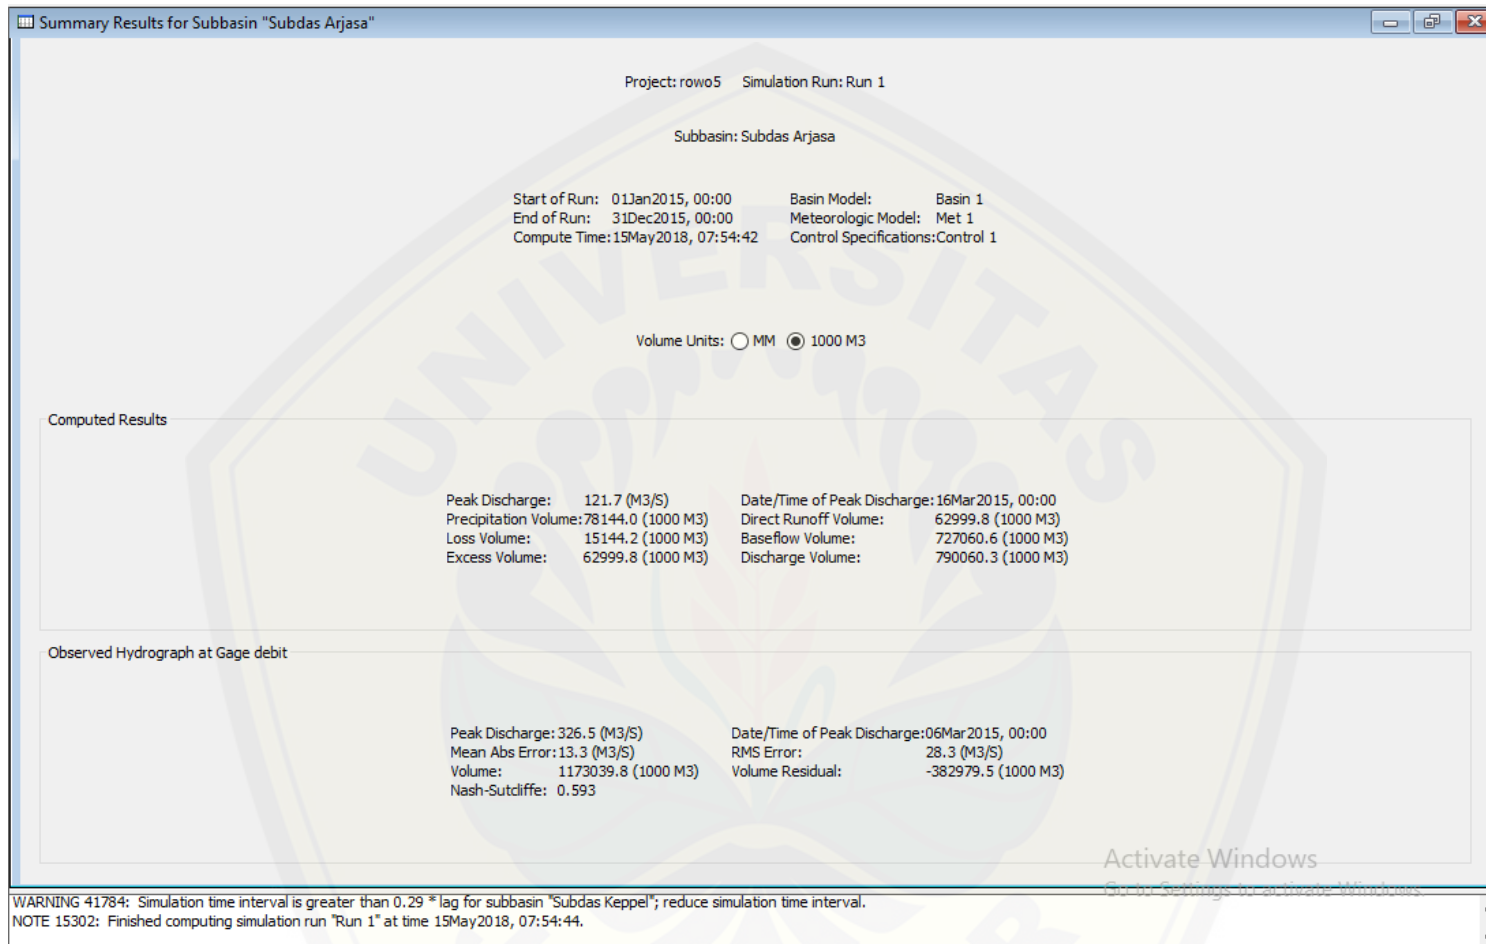 Summary Results for Subbasin "Subdas Arjasa"
Project: rowo5 Simulation Run: Run 1
Subbasin: Subdas Arjasa
Start of Run: 01Jan2015, 00:00 Basin Model: Basin 1
End of Run: 31Dec2015, 00:00 Meteorologic Model: Met 1
Compute Time:15May2018, 07:54:42 Control Specifications:Control 1
Volume Units: MM 1000 M3
Computed Results
Peak Discharge: 121.7 (M3/S) Date/Time of Peak Discharge:16Mar2015, 00:00
Precipitation Volume:78144.0 (1000 M3) Direct Runoff Volume: 62999.8 (1000 M3)
Loss Volume: 15144.2 (1000 M3) Baseflow Volume: 727060.6 (1000 M3)
Excess Volume: 62999.8 (1000 M3) Discharge Volume: 790060.3 (1000 M3)
Observed Hydrograph at Gage debit
Peak Discharge:326.5 (M3/S) Date/Time of Peak Discharge:06Mar2015, 00:00
Mean Abs Error:13.3 (M3/S) RMS Error: 28.3 (M3/S)
Volume: 1173039.8 (1000 M3) Volume Residual: -382979.5 (1000 M3)
Nash-Sutcliffe: 0.593
Activate Windows
Go to Settings to activate Windows.
WARNING 41784: Simulation time interval is greater than 0.29 * lag for subbasin "Subdas Keppel"; reduce simulation time interval.
NOTE 15302: Finished computing simulation run "Run 1" at time 15May2018, 07:54:44.
UNIVERSITAS